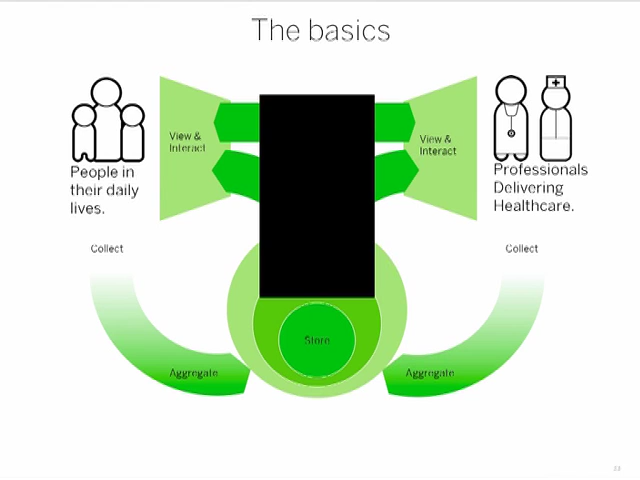 The basics
View &
Interact
People in
their daily
lives.
View &
Interact
Professionals
Delivering
Healthcare.
Collect
Collect
Store
Aggregate
Aggregate
33